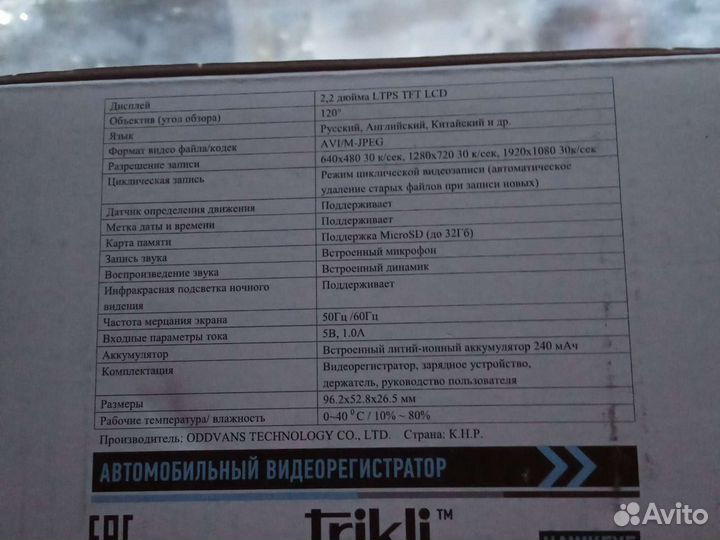 Дисплей 2,2 дюйма LTPS TFT LCD
Объектив (угол обзора) 120°
Язык Русский, Английский, Китайский и др.
Формат видео файла/кодек AVI/M-JPEG
Разрешение записи 640x480 30 к/сек, 1280x720 30 к/сек, 1920x1080 30к/сек
Циклическая запись Режим циклической видеозаписи (автоматическое
удаление старых файлов при записи новых)
Датчик определения движения Поддерживает
Метка даты и времени Поддерживает
Карта памяти Поддержка MicroSD (до 32Гб)
Запись звука Встроенный микрофон
Воспроизведение звука Встроенный динамик
Инфракрасная подсветка ночного Поддерживает
видения
Частота мерцания экрана 50Гц /60Гц
Входные параметры тока 5В, 1.0А
Аккумулятор Встроенный литий-ионный аккумулятор 240 мАч
Комплектация Видеорегистратор, зарядное устройство,
держатель, руководство пользователя
Размеры 96.2x52.8x26.5 мм
Рабочие температура/ влажность 0~40 ⁰C / 10% ~ 80%
Производитель: ODDVANS TECHNOLOGY CO., LTD. Страна: К.Н.Р.
АВТОМОБИЛЬНЫЙ ВИДЕОРЕГИСТРАТОР
EAC Trikli™
Avito